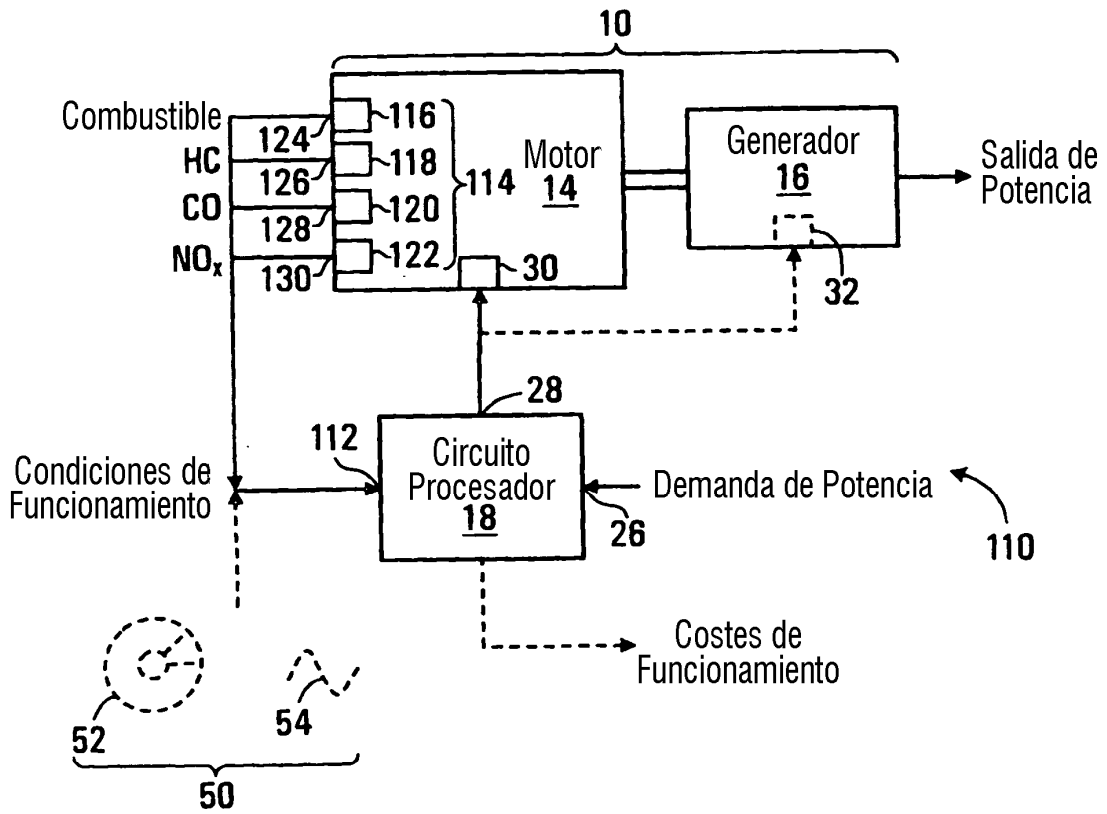 10
Combustible
124
116
HC
126
118
CO
128
120
NOx
130
122
114
Motor
14
30
Generador
16
32
Salida de
Potencia
28
112
Circuito
Procesador
18
Condiciones de
Funcionamiento
26
Demanda de Potencia
110
Costes de
Funcionamiento
52
54
50